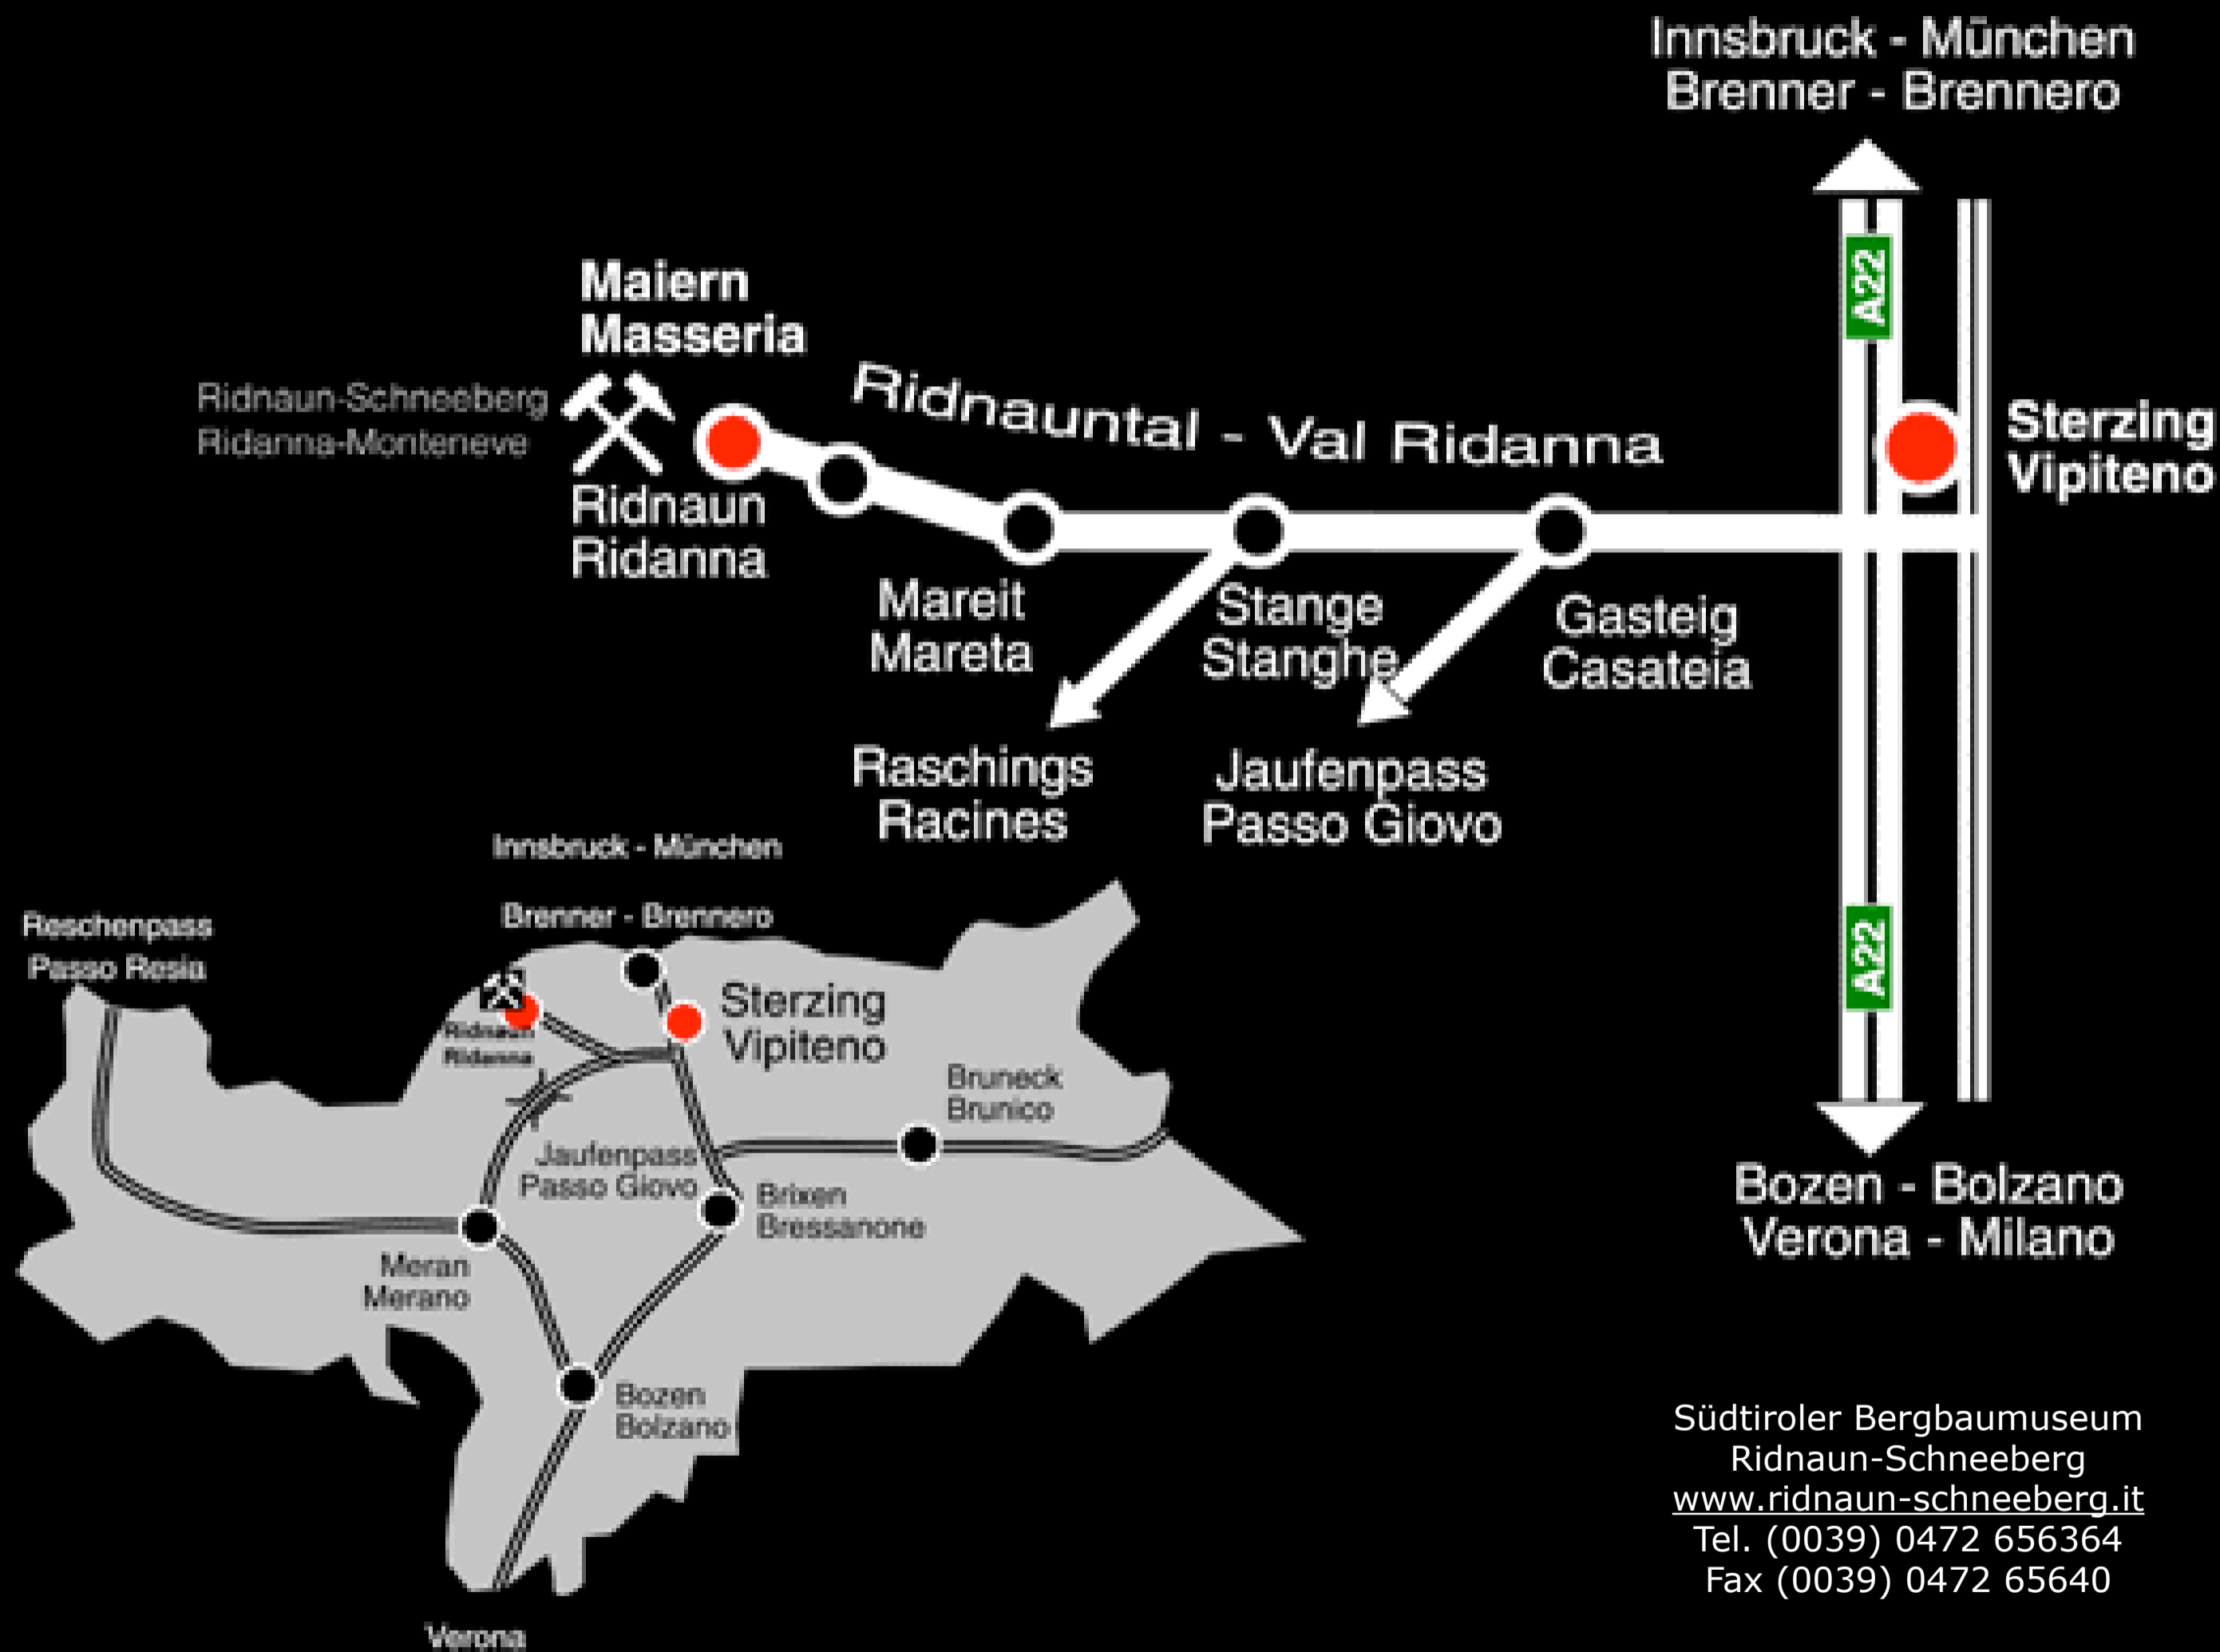 Innsbruck - München
Brenner - Brennero
A22
Maiern
Masseria
Ridnaun-Schneeberg
Ridanna-Monteneve
Ridnauntal - Val Ridanna
Sterzing
Vipiteno
Ridnaun
Ridanna
Mareit
Mareta
Stange
Stanghe
Gasteig
Casateia
Raschings
Racines
Jaufenpass
Passo Giovo
A22
Bozen - Bolzano
Verona - Milano
Innsbruck - München
Brenner - Brennero
Reschenpass
Passo Resia
Ridnaun
Ridanna
Sterzing
Vipiteno
Bruneck
Brunico
Jaufenpass
Passo Giovo
Brixen
Bressanone
Meran
Merano
Bozen
Bolzano
Verona
Südtiroler Bergbaumuseum
Ridnaun-Schneeberg
www.ridnaun-schneeberg.it
Tel. (0039) 0472 656364
Fax (0039) 0472 65640